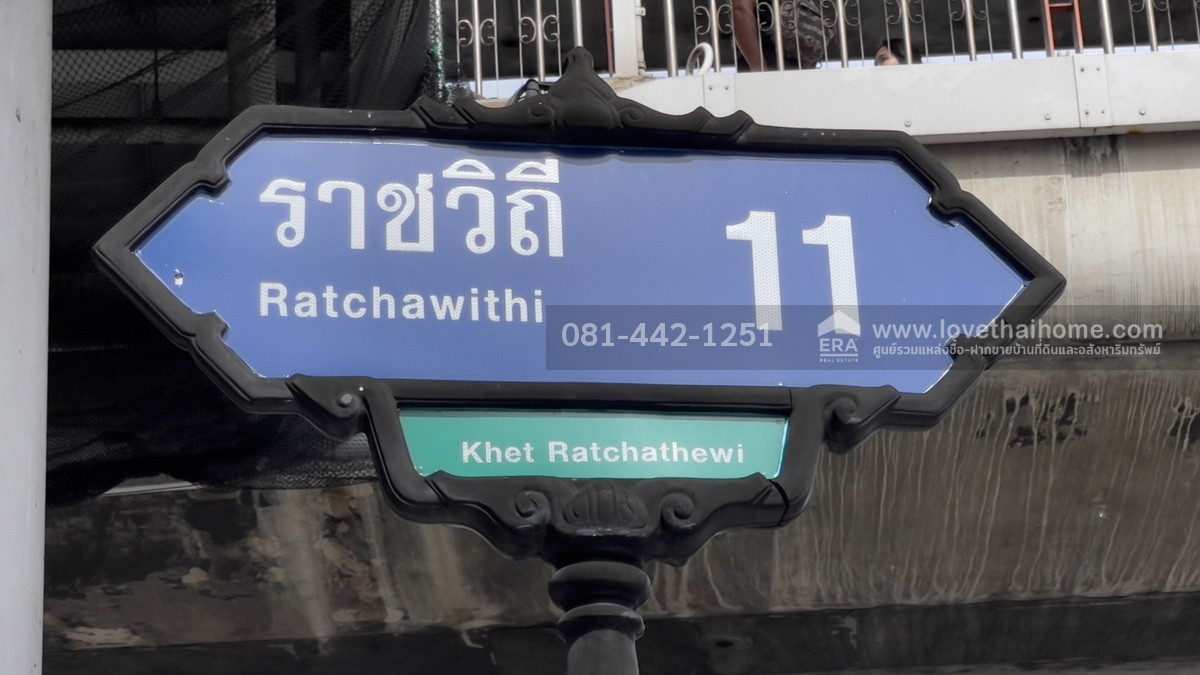 ราชวิถี 11
Ratchawithi
081-442-1251
ERA
REAL ESTATE
www.lovethaihome.com
ศูนย์รวมแหล่งซื้อ-ฝากขายบ้านที่ดินและอสังหาริมทรัพย์
Khet Ratchathewi